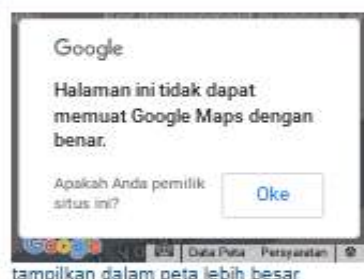 Google
Halaman ini tidak dapat
memuat Google Maps dengan
benar.
Apakah Anda pemilik
situs ini?
Oke
Google
Data Peta Persyaratan
tampilkan dalam peta lebih besar